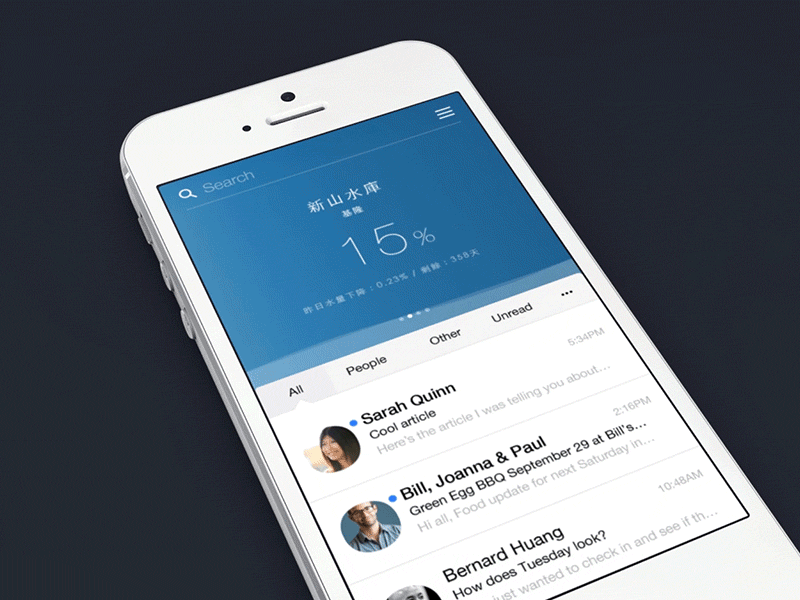 Search
新山水庫
基隆
15%
昨日水量下降：0.23% / 剩餘：358天
All People Other Unread •••
5:34PM
Sarah Quinn
Cool article
Here's the article I was telling you about...
2:16PM
Bill, Joanna & Paul
Green Egg BBQ September 29 at Bill's...
Hi all, Food update for next Saturday in...
10:48AM
Bernard Huang
How does Tuesday look?
just wanted to check in and see if th...